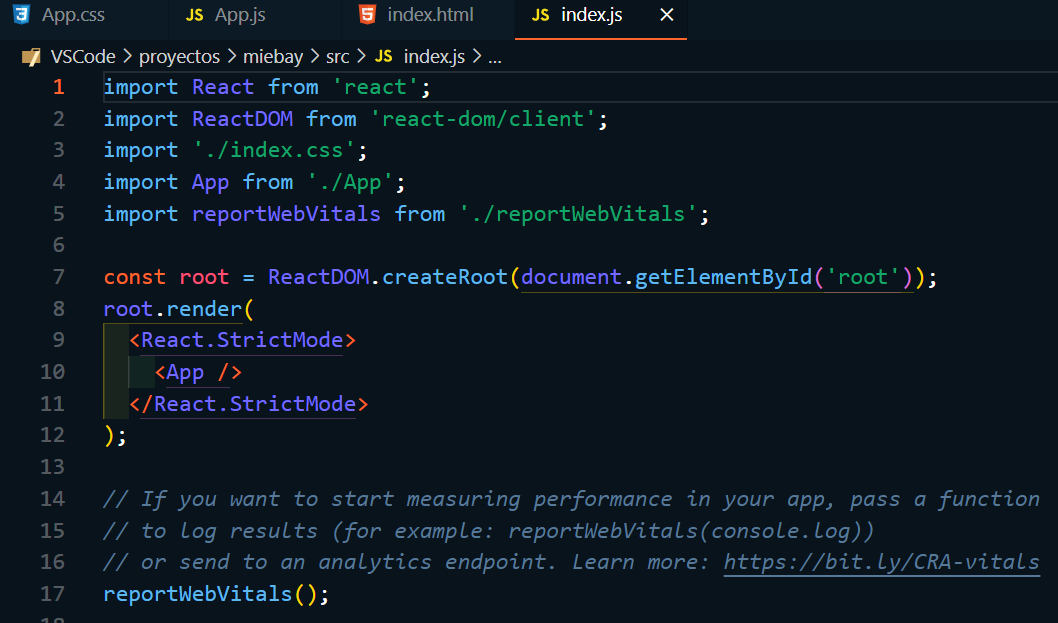 App.css JS App.js index.html JS index.js
VSCode > proyectos > miebay > src > JS index.js > ...
1 import React from 'react';
2 import ReactDOM from 'react-dom/client';
3 import './index.css';
4 import App from './App';
5 import reportWebVitals from './reportWebVitals';
6
7 const root = ReactDOM.createRoot(document.getElementById('root'));
8 root.render(
9 <React.StrictMode>
10 <App />
11 </React.StrictMode>
12 );
13
14 // If you want to start measuring performance in your app, pass a function
15 // to log results (for example: reportWebVitals(console.log))
16 // or send to an analytics endpoint. Learn more: https://bit.ly/CRA-vitals
17 reportWebVitals();
18